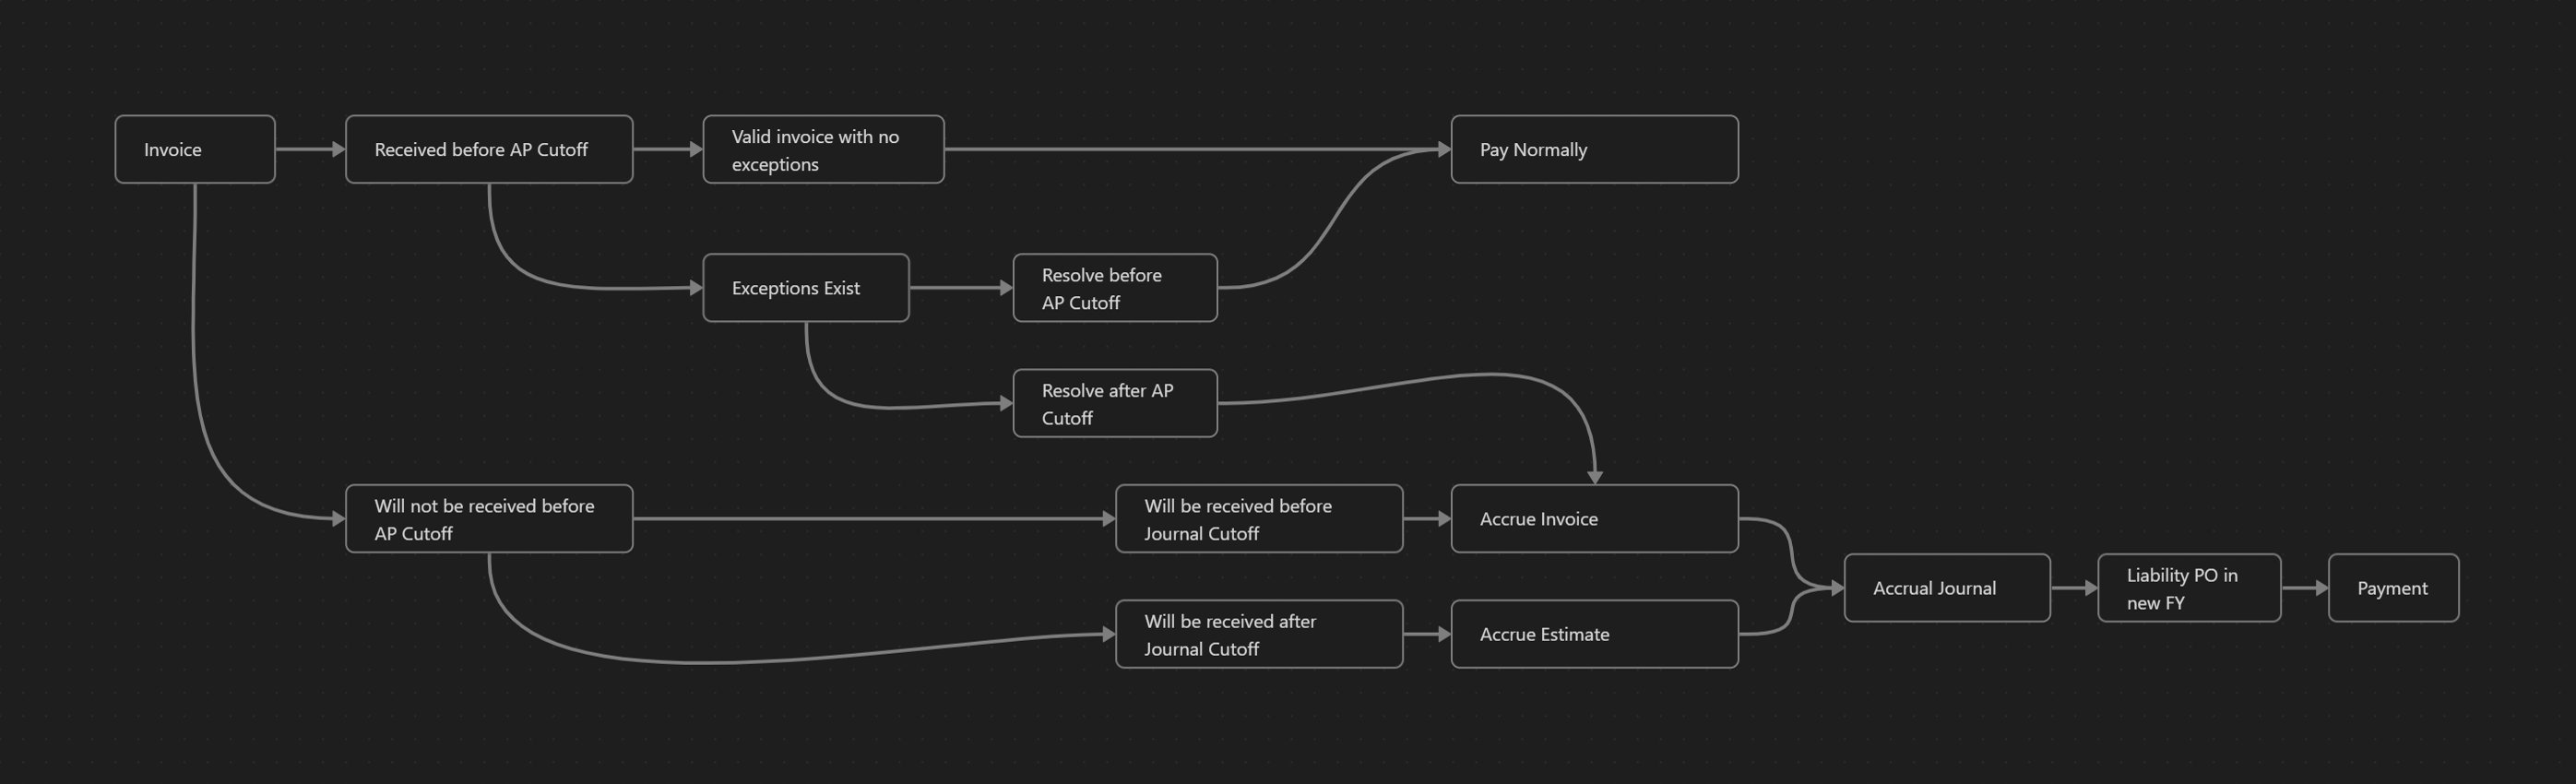 Invoice
Received before AP Cutoff
Valid invoice with no
exceptions
Pay Normally
Exceptions Exist
Resolve before
AP Cutoff
Resolve after AP
Cutoff
Will not be received before
AP Cutoff
Will be received before
Journal Cutoff
Accrue Invoice
Will be received after
Journal Cutoff
Accrue Estimate
Accrual Journal
Liability PO in
new FY
Payment